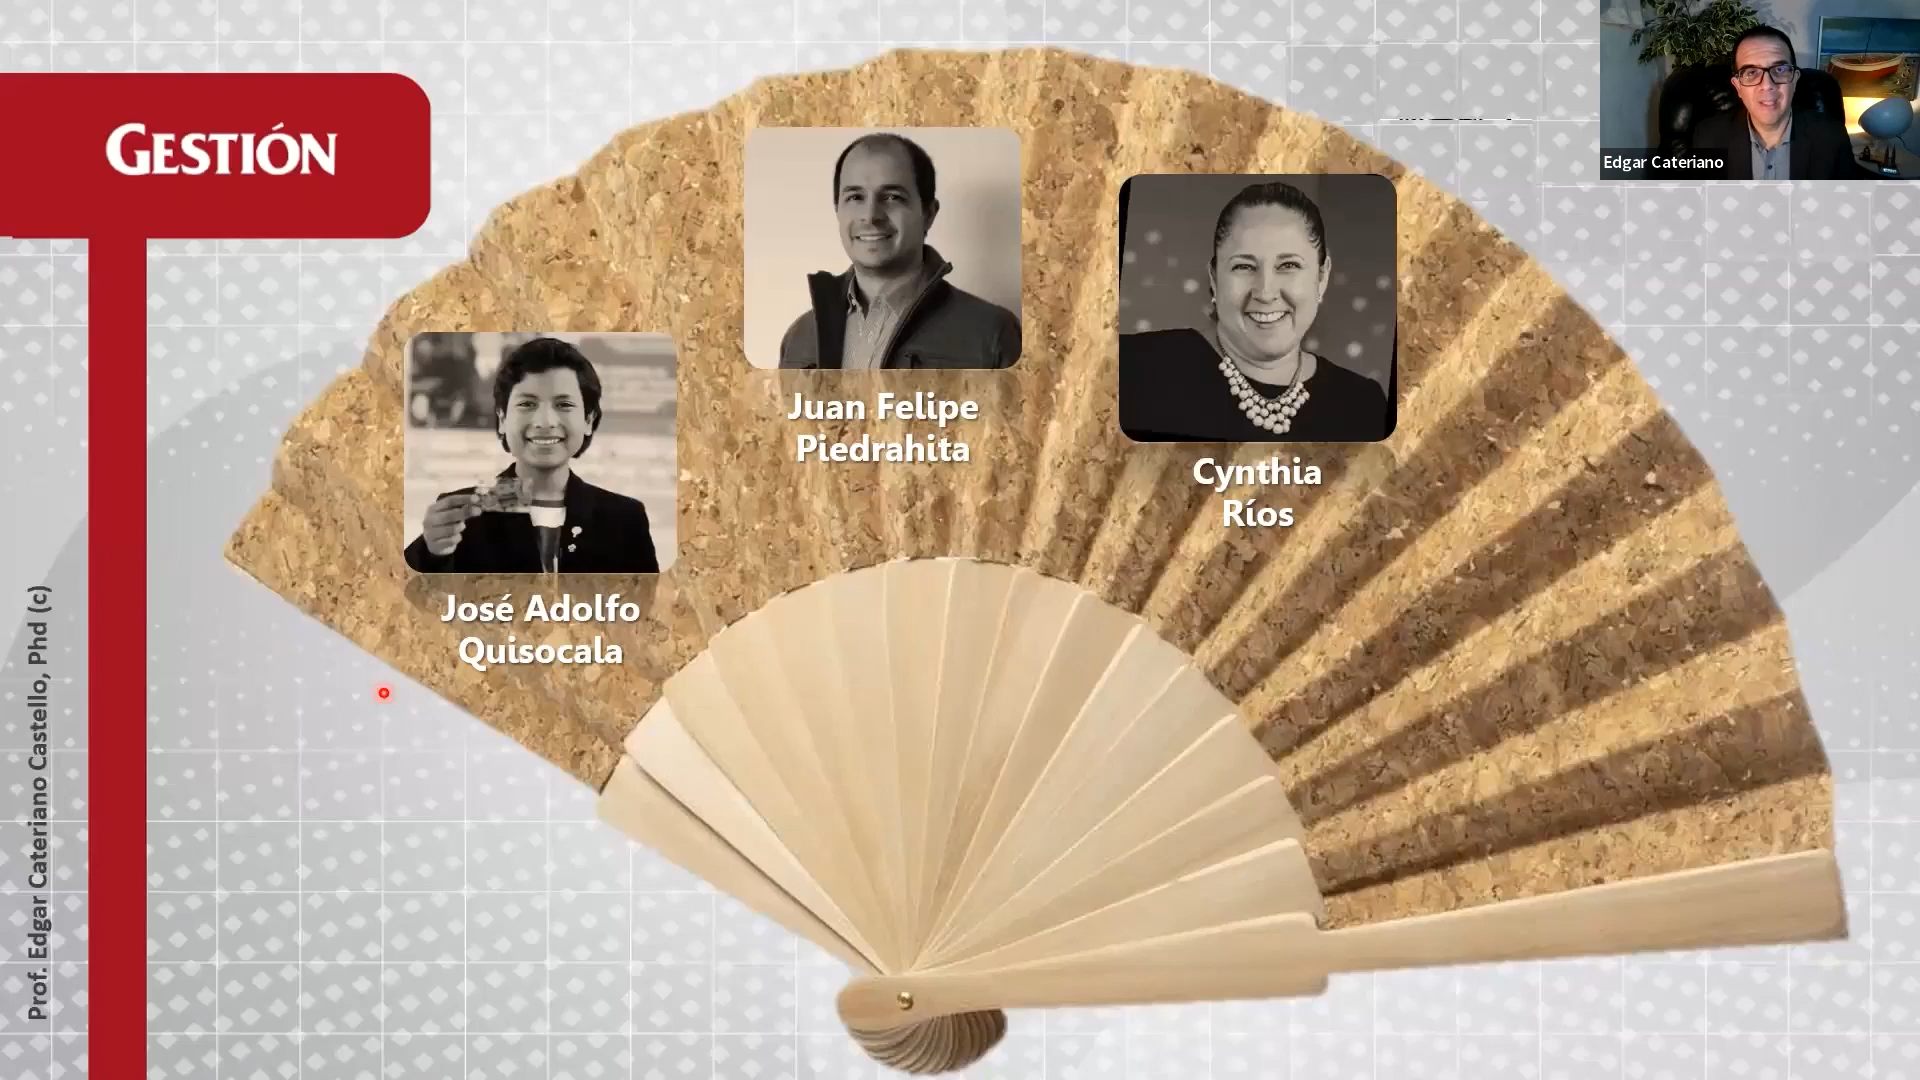 GESTIÓN
Edgar Cateriano
Juan Felipe
Piedrahita
Cynthia
Ríos
José Adolfo
Quisocala
Prof. Edgar Cateriano Castello, Phd (c)